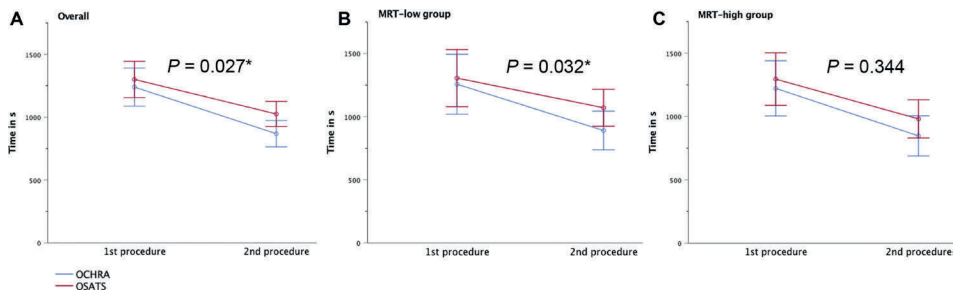 A
Overall
P = 0.027*
Time in s
1500
1000
500
0
1st procedure
2nd procedure
OCHRA
OSATS
B
MRT-low group
P = 0.032*
Time in s
1500
1000
500
0
1st procedure
2nd procedure
C
MRT-high group
P = 0.344
Time in s
1500
1000
500
0
1st procedure
2nd procedure